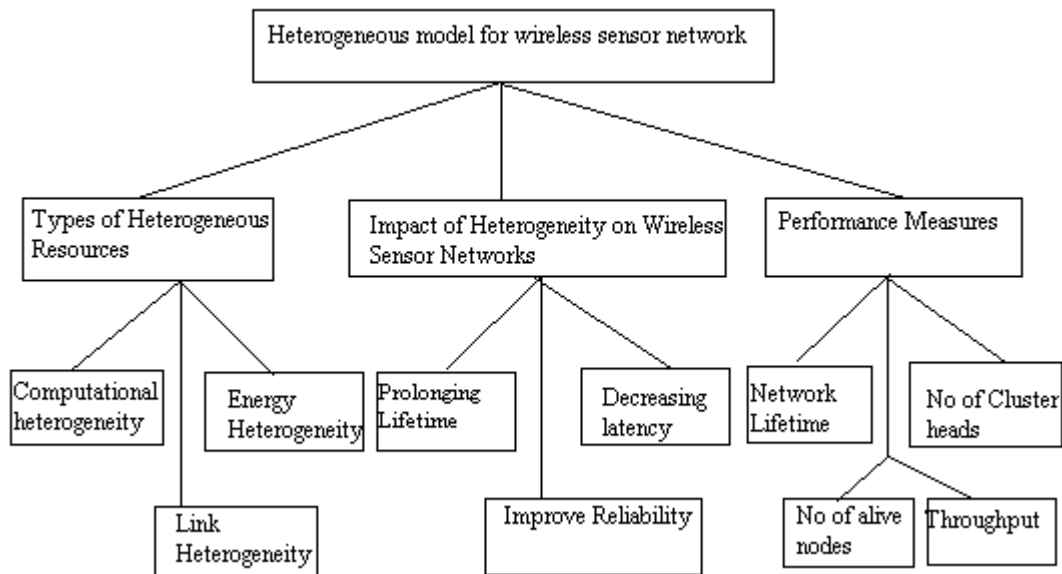 Heterogeneous model for wireless sensor network
Types of Heterogeneous
Resources
Impact of Heterogeneity on Wireless
Sensor Networks
Performance Measures
Computational
heterogeneity
Energy
Heterogeneity
Prolonging
Lifetime
Decreasing
latency
Network
Lifetime
No of Cluster
heads
Link
Heterogeneity
Improve Reliability
No of alive
nodes
Throughput